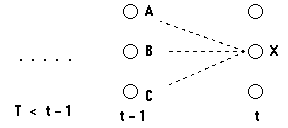 A
B X
. . . . .
C
T < t-1 t-1 t